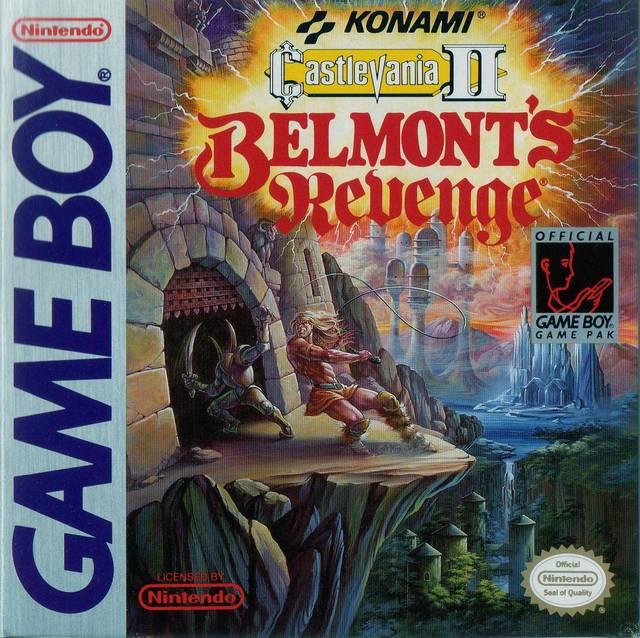 Nintendo®
GAME BOY®
KONAMI®
Castlevania II
BELMONT'S
Revenge®
OFFICIAL
GAME BOY®
GAME PAK
LICENSED BY
Nintendo®
Official
Nintendo®
Seal of Quality